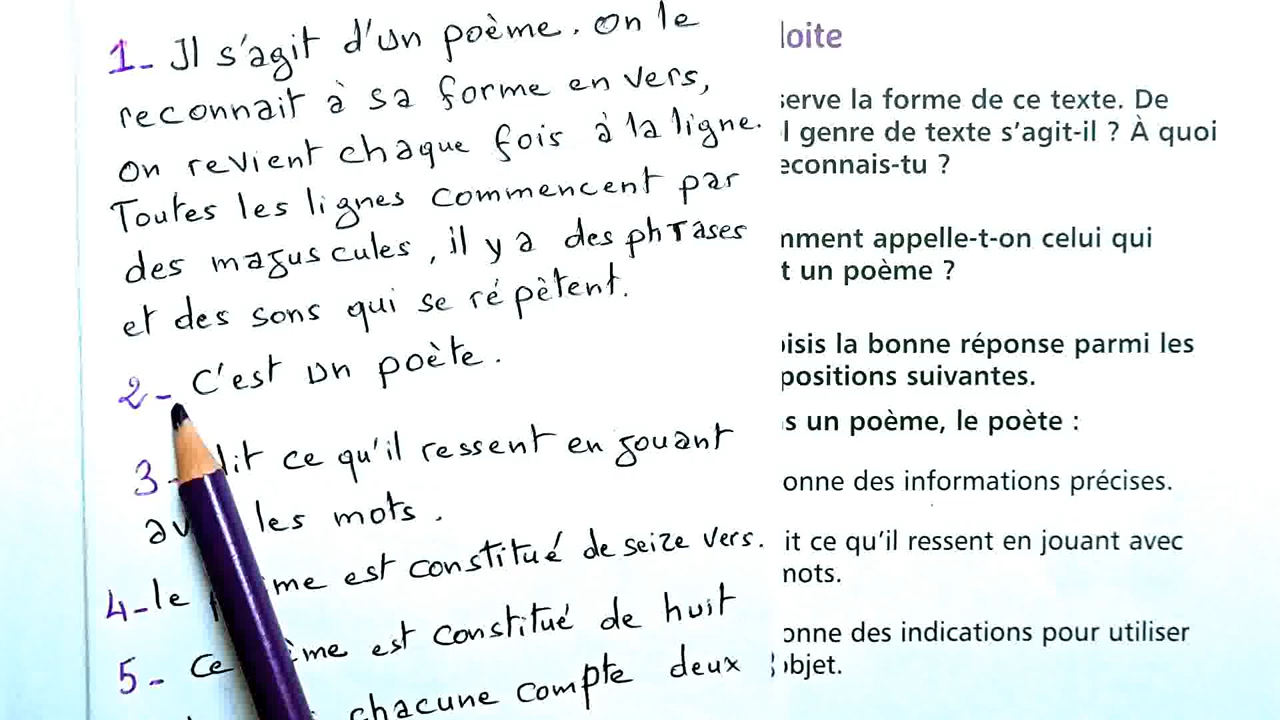 1- Il s'agit d'un poème. on le
reconnait à sa forme en vers,
on revient chaque fois à la ligne.
Toutes les lignes commencent par
des majuscules, il y a des phrases
et des sons qui se répètent.
2- C'est un poète.
3- dit ce qu'il ressent en jouant
les mots.
4- le est constitué de seize vers.
5- Ce est constitué de huit
chacune compte deux
loite
serve la forme de ce texte. De
l genre de texte s'agit-il ? À quoi
econnais-tu ?
mment appelle-t-on celui qui
t un poème ?
oisis la bonne réponse parmi les
positions suivantes.
s un poème, le poète :
onne des informations précises.
it ce qu'il ressent en jouant avec
mots.
onne des indications pour utiliser
objet.